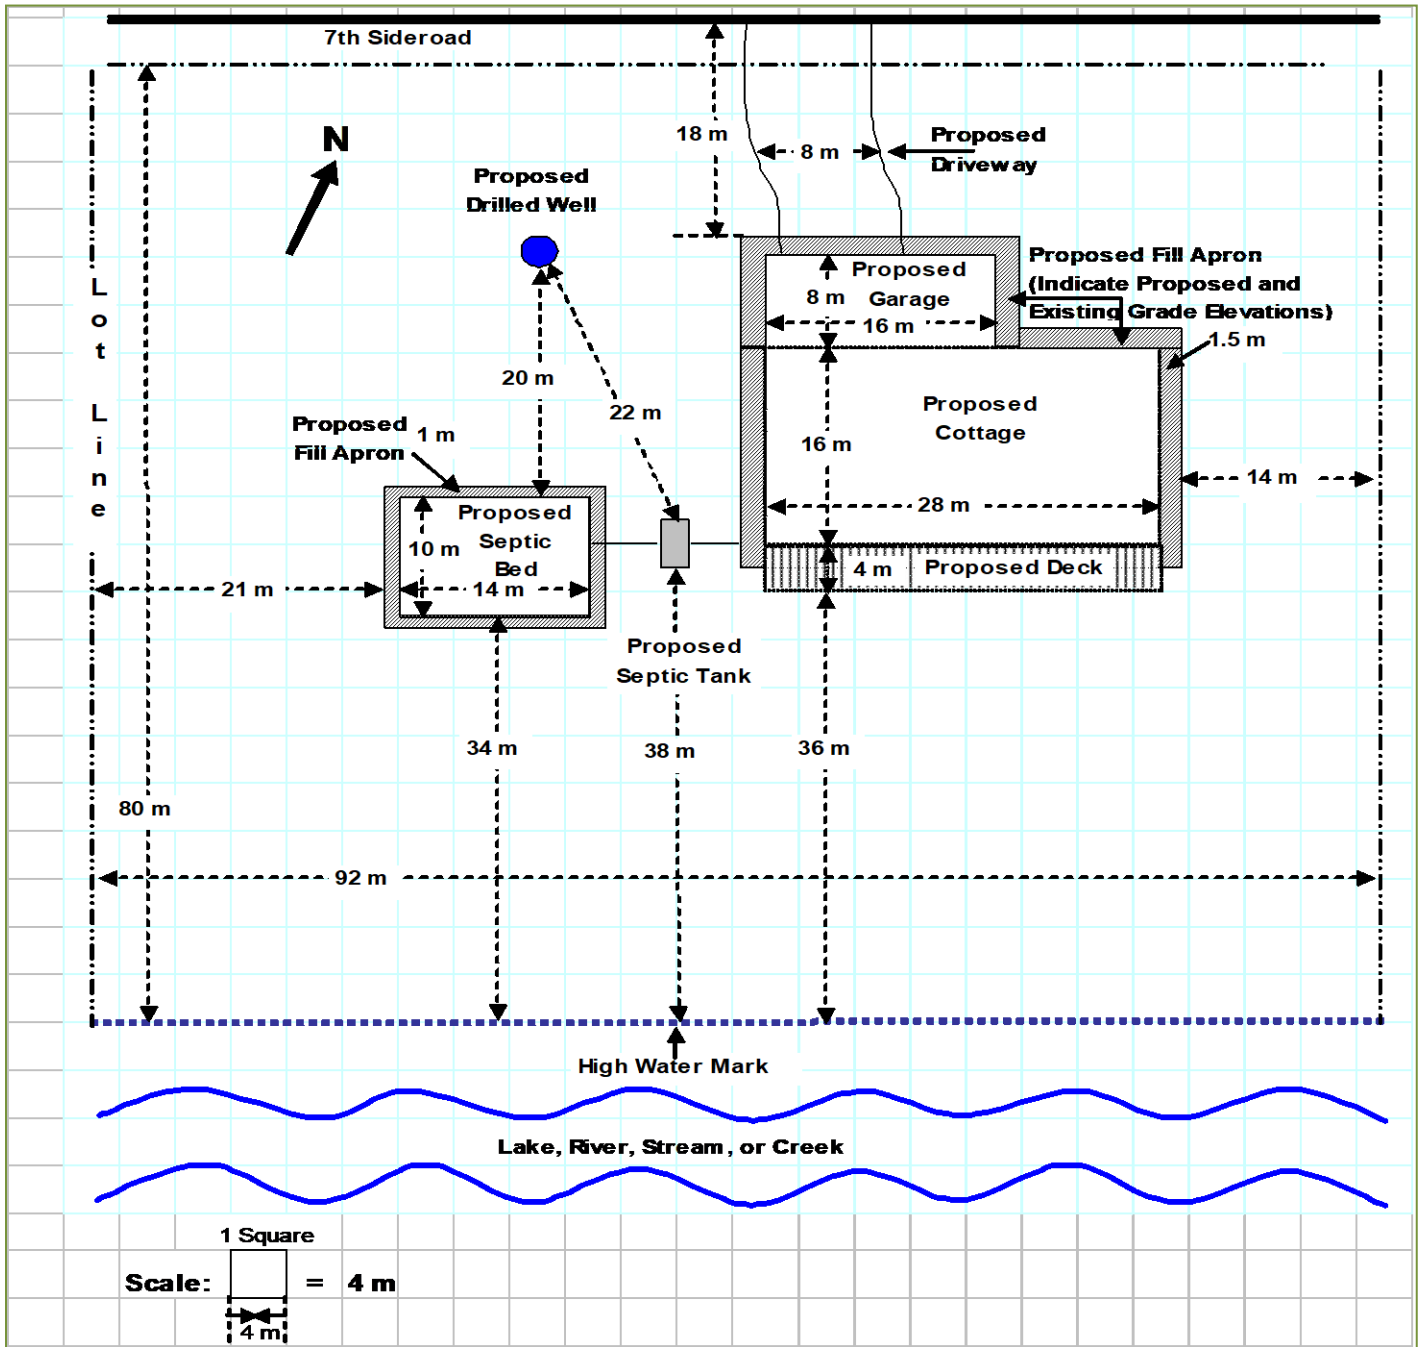 7th Sideroad
18 m
8 m
Proposed
Driveway
N
Proposed
Drilled Well
Proposed Fill Apron
(Indicate Proposed and
Existing Grade Elevations)
1.5 m
Proposed
Garage
8 m
16 m
L
o
t
L
i
n
e
20 m
22 m
Proposed
Fill Apron
1 m
Proposed
Cottage
16 m
28 m
14 m
Proposed
Septic
Bed
10 m
14 m
21 m
4 m
Proposed Deck
Proposed
Septic Tank
34 m
38 m
36 m
80 m
92 m
High Water Mark
Lake, River, Stream, or Creek
1 Square
Scale: = 4 m
4 m